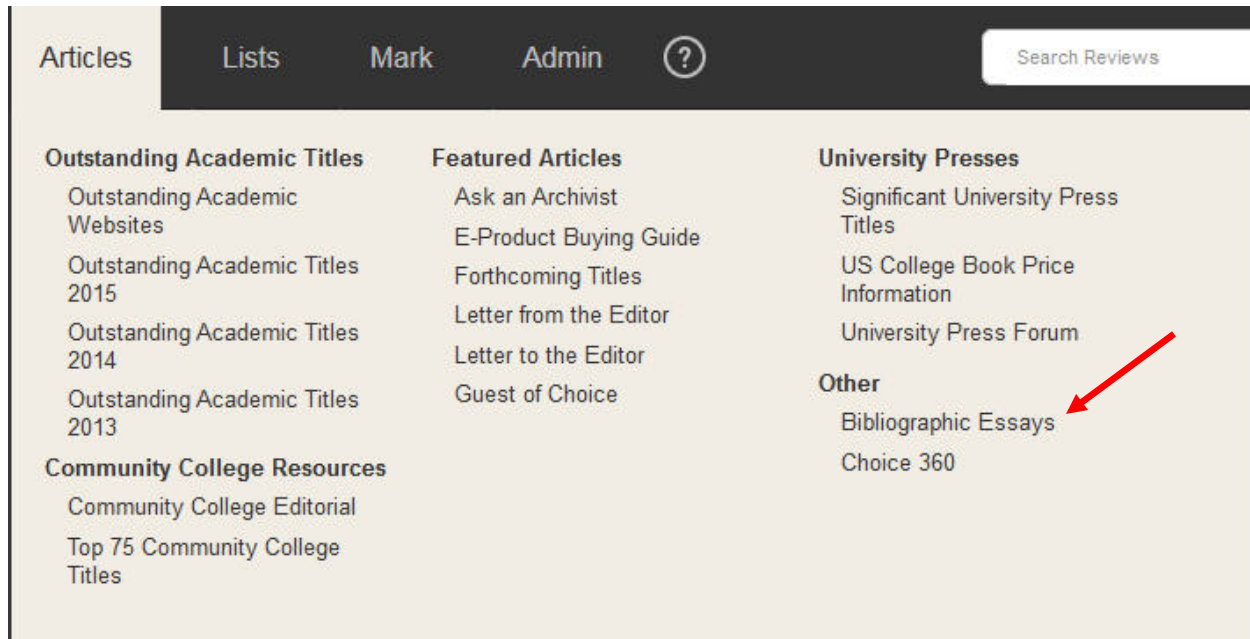 Articles
Lists
Mark
Admin
?
Search Reviews
Outstanding Academic Titles
Outstanding Academic
Websites
Outstanding Academic Titles
2015
Outstanding Academic Titles
2014
Outstanding Academic Titles
2013
Community College Resources
Community College Editorial
Top 75 Community College
Titles
Featured Articles
Ask an Archivist
E-Product Buying Guide
Forthcoming Titles
Letter from the Editor
Letter to the Editor
Guest of Choice
University Presses
Significant University Press
Titles
US College Book Price
Information
University Press Forum
Other
Bibliographic Essays
Choice 360